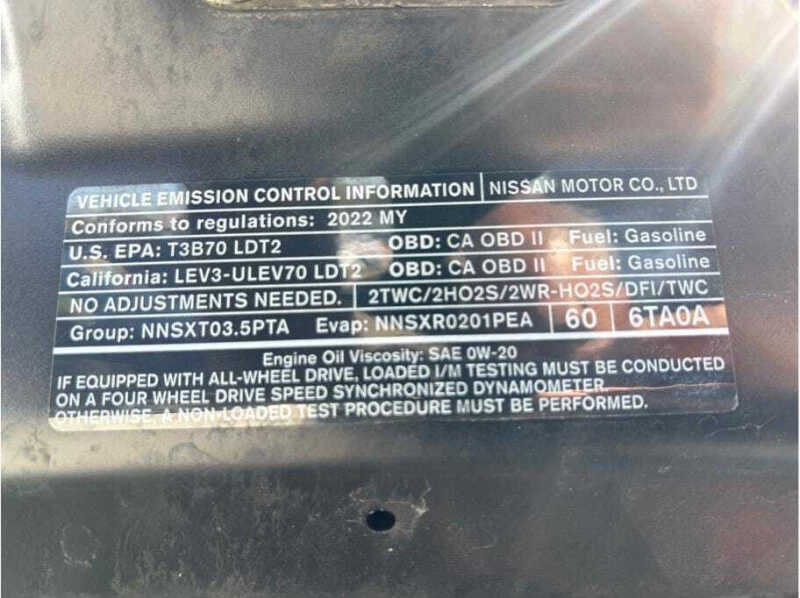 VEHICLE EMISSION CONTROL INFORMATION NISSAN MOTOR CO., LTD
Conforms to regulations: 2022 MY
U.S. EPA: T3B70 LDT2 OBD: CA OBD II Fuel: Gasoline
California: LEV3-ULEV70 LDT2 OBD: CA OBD II Fuel: Gasoline
NO ADJUSTMENTS NEEDED. 2TWC/2HO2S/2WR-HO2S/DFI/TWC
Group: NNSXT03.5PTA Evap: NNSXR0201PEA 60 6TA0A
Engine Oil Viscosity: SAE 0W-20
IF EQUIPPED WITH ALL-WHEEL DRIVE, LOADED I/M TESTING MUST BE CONDUCTED
ON A FOUR WHEEL DRIVE SPEED SYNCHRONIZED DYNAMOMETER.
OTHERWISE, A NON-LOADED TEST PROCEDURE MUST BE PERFORMED.